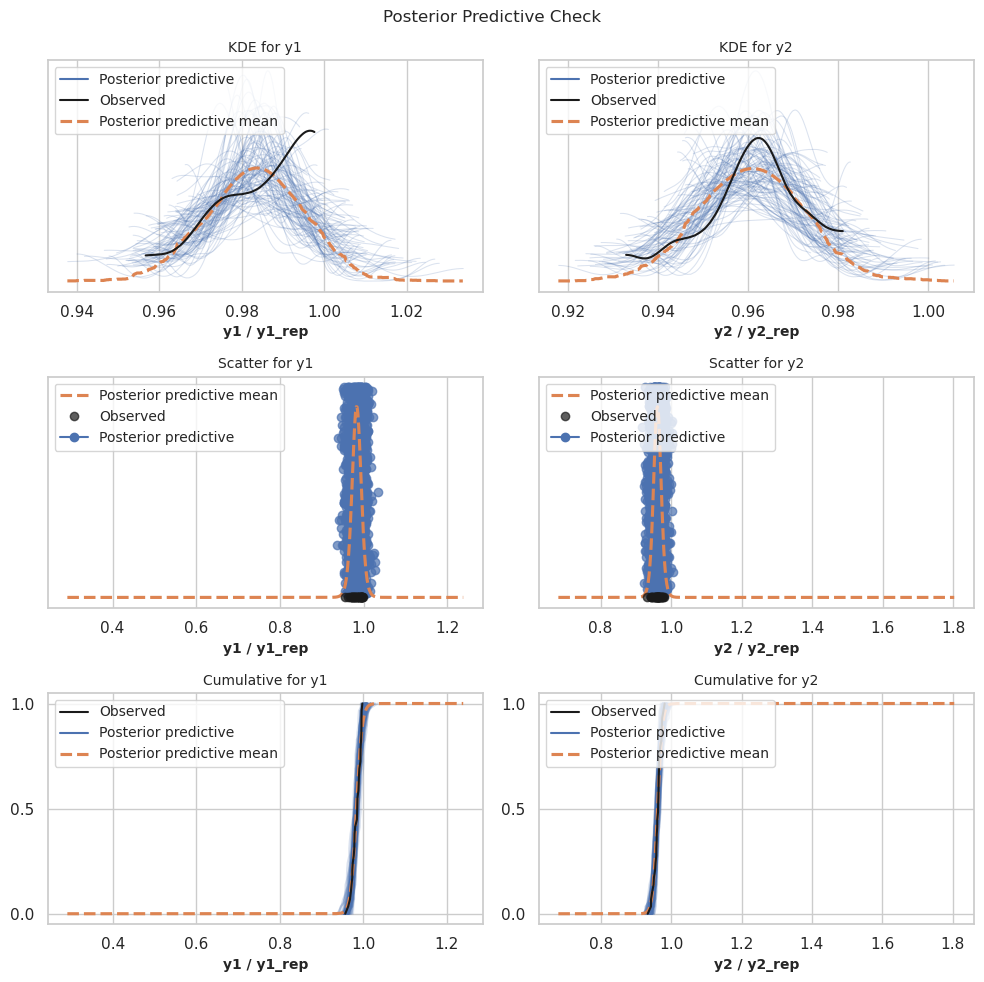 Posterior Predictive Check
KDE for y1
Posterior predictive
Observed
Posterior predictive mean
0.94 0.96 0.98 1.00 1.02
y1 / y1_rep
KDE for y2
Posterior predictive
Observed
Posterior predictive mean
0.92 0.94 0.96 0.98 1.00
y2 / y2_rep
Scatter for y1
Posterior predictive mean
Observed
Posterior predictive
0.4 0.6 0.8 1.0 1.2
y1 / y1_rep
Scatter for y2
Posterior predictive mean
Observed
Posterior predictive
0.8 1.0 1.2 1.4 1.6 1.8
y2 / y2_rep
Cumulative for y1
1.0
0.5
0.0
Observed
Posterior predictive
Posterior predictive mean
0.4 0.6 0.8 1.0 1.2
y1 / y1_rep
Cumulative for y2
1.0
0.5
0.0
Observed
Posterior predictive
Posterior predictive mean
0.8 1.0 1.2 1.4 1.6 1.8
y2 / y2_rep